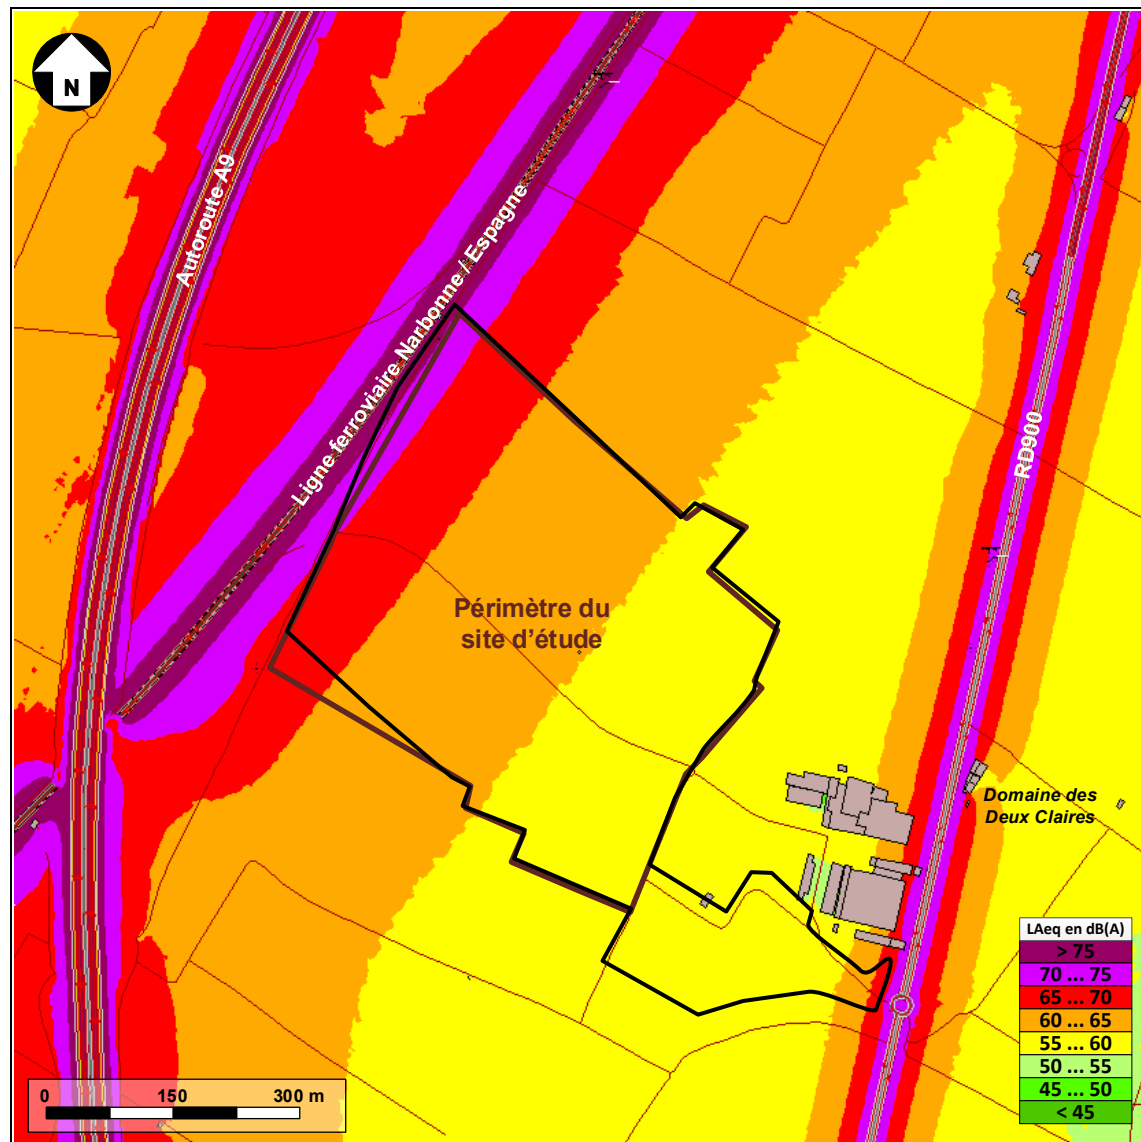 N
Autoroute A9
Ligne ferroviaire Narbonne / Espagne
RD900
Périmètre du
site d'étude
Domaine des
Deux Claires
LAeq en dB(A)
> 75
70 ... 75
65 ... 70
60 ... 65
55 ... 60
50 ... 55
45 ... 50
< 45
0 150 300 m